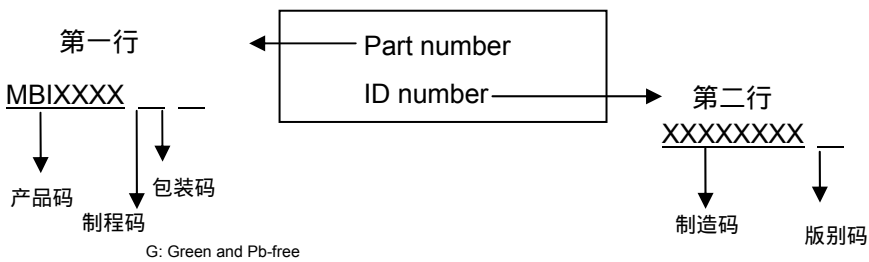 第一行
Part number
MBIXXXX _ _
ID number
第二行
XXXXXXXX _
产品码
包装码
制程码
制造码
版别码
G: Green and Pb-free